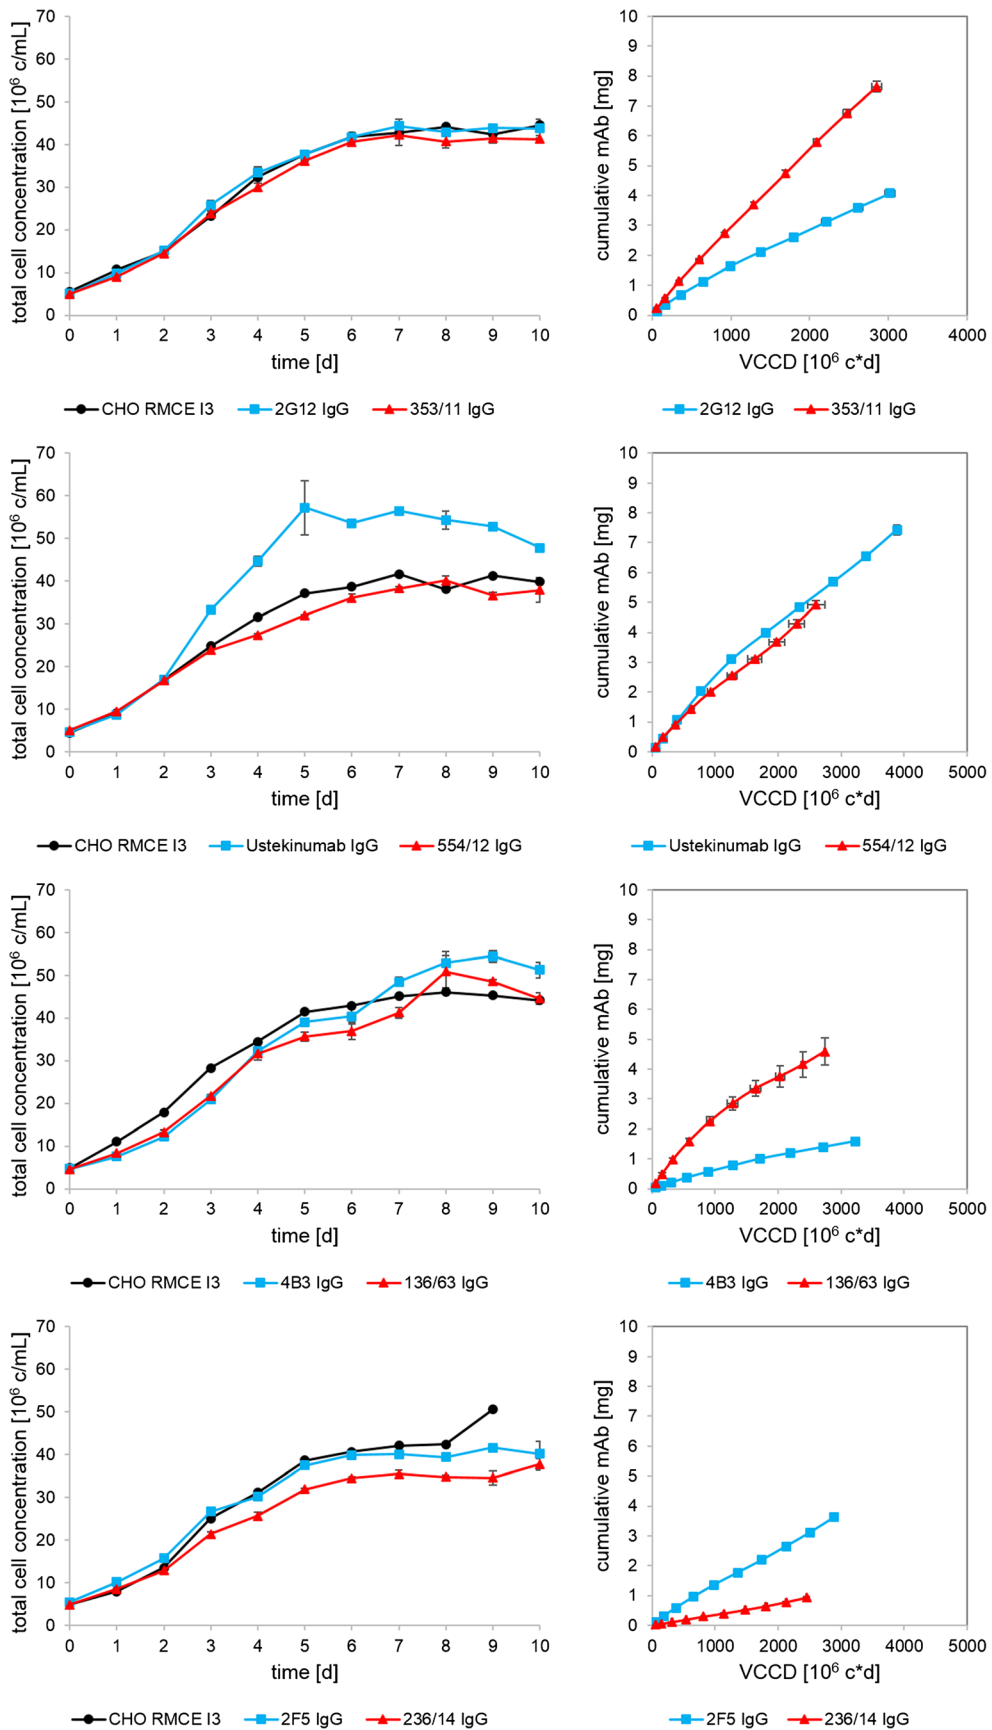 total cell concentration [10⁶ c/mL]
70
60
50
40
30
20
10
0
0 1 2 3 4 5 6 7 8 9 10
time [d]
CHO RMCE I3 2G12 IgG 353/11 IgG
cumulative mAb [mg]
10
9
8
7
6
5
4
3
2
1
0
0 1000 2000 3000 4000
VCCD [10⁶ c*d]
2G12 IgG 353/11 IgG
total cell concentration [10⁶ c/mL]
70
60
50
40
30
20
10
0
0 1 2 3 4 5 6 7 8 9 10
time [d]
CHO RMCE I3 Ustekinumab IgG 554/12 IgG
cumulative mAb [mg]
10
9
8
7
6
5
4
3
2
1
0
0 1000 2000 3000 4000 5000
VCCD [10⁶ c*d]
Ustekinumab IgG 554/12 IgG
total cell concentration [10⁶ c/mL]
70
60
50
40
30
20
10
0
0 1 2 3 4 5 6 7 8 9 10
time [d]
CHO RMCE I3 4B3 IgG 136/63 IgG
cumulative mAb [mg]
10
9
8
7
6
5
4
3
2
1
0
0 1000 2000 3000 4000 5000
VCCD [10⁶ c*d]
4B3 IgG 136/63 IgG
total cell concentration [10⁶ c/mL]
70
60
50
40
30
20
10
0
0 1 2 3 4 5 6 7 8 9 10
time [d]
CHO RMCE I3 2F5 IgG 236/14 IgG
cumulative mAb [mg]
10
9
8
7
6
5
4
3
2
1
0
0 1000 2000 3000 4000 5000
VCCD [10⁶ c*d]
2F5 IgG 236/14 IgG